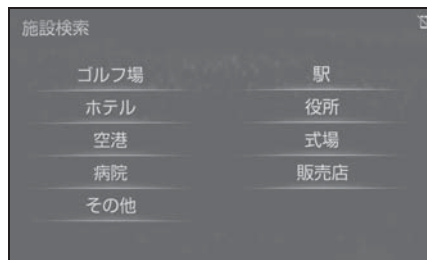 施設検索
ゴルフ場 駅
ホテル 役所
空港 式場
病院 販売店
その他